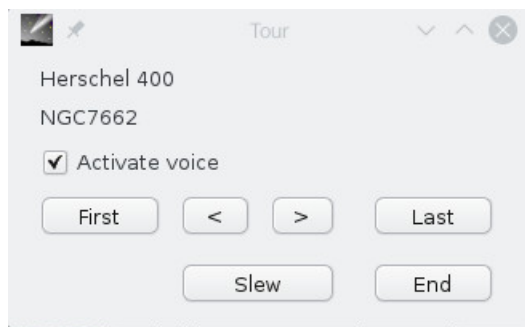 Tour
Herschel 400
NGC7662
Activate voice
First < > Last
Slew End